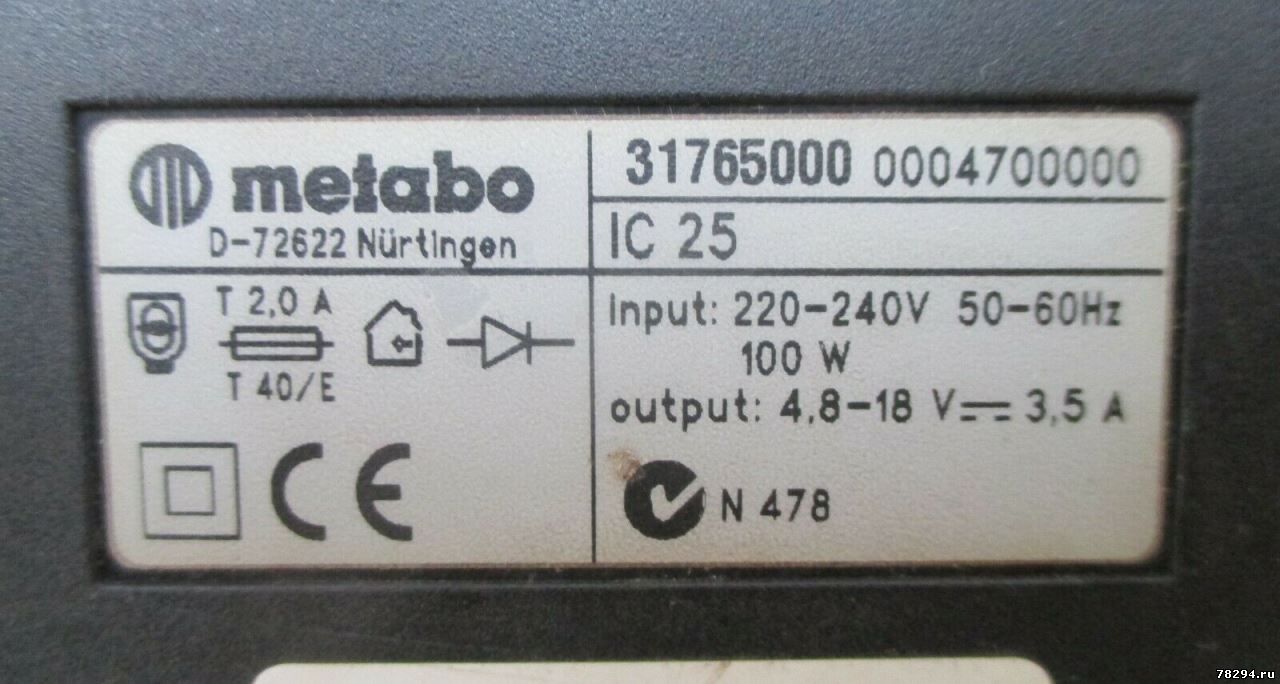 metabo
D-72622 Nürtingen
31765000 0004700000
IC 25
T 2,0 A
T 40/E
Input: 220-240V 50-60Hz
100 W
output: 4,8-18 V⎓ 3,5 A
CE
N 478
78294.ru